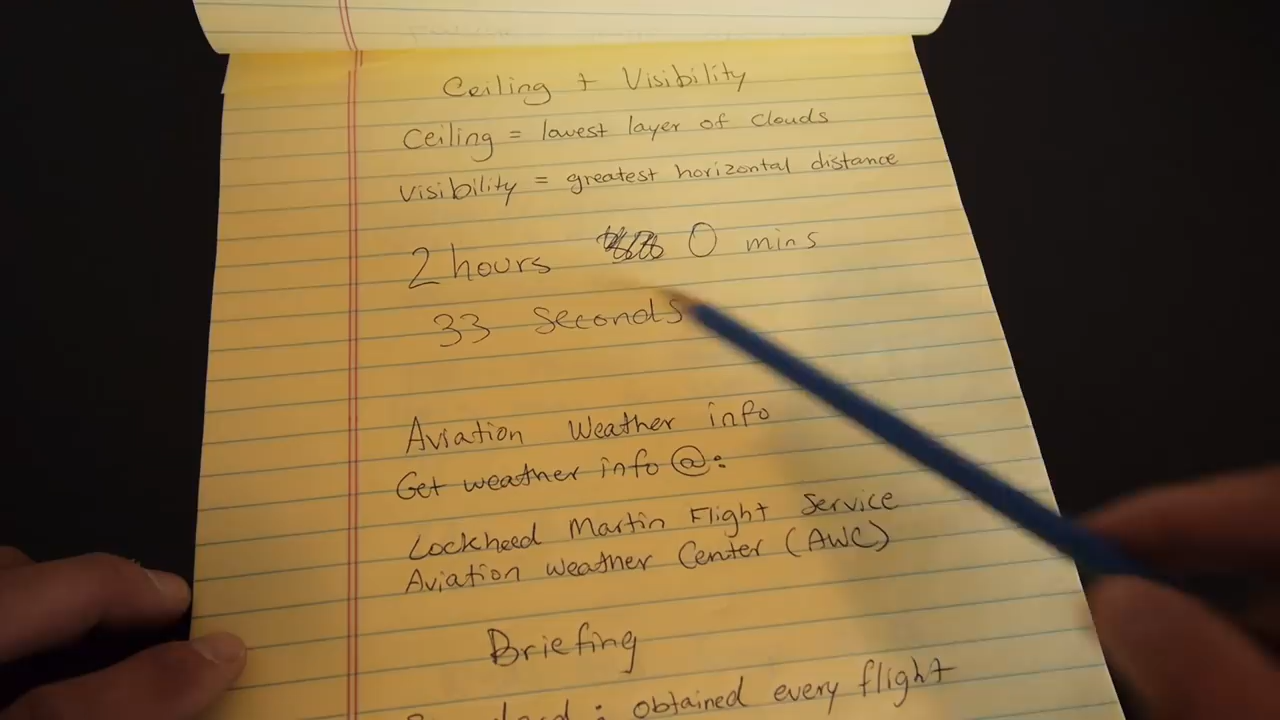 Ceiling + Visibility
Ceiling = lowest layer of clouds
Visibility = greatest horizontal distance
2 hours 0 mins
33 seconds
Aviation Weather info
Get weather info @:
Lockheed Martin Flight Service
Aviation Weather Center (AWC)
Briefing
: obtained every flight